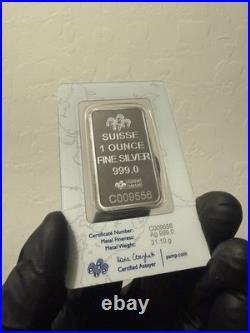 SUISSE
1 OUNCE
FINE SILVER
999.0
C009556
Certificate Number: C009556
Metal Fineness: Ag 999.0
Metal Weight: 31.10 g
Certified Assayer
pamp.com